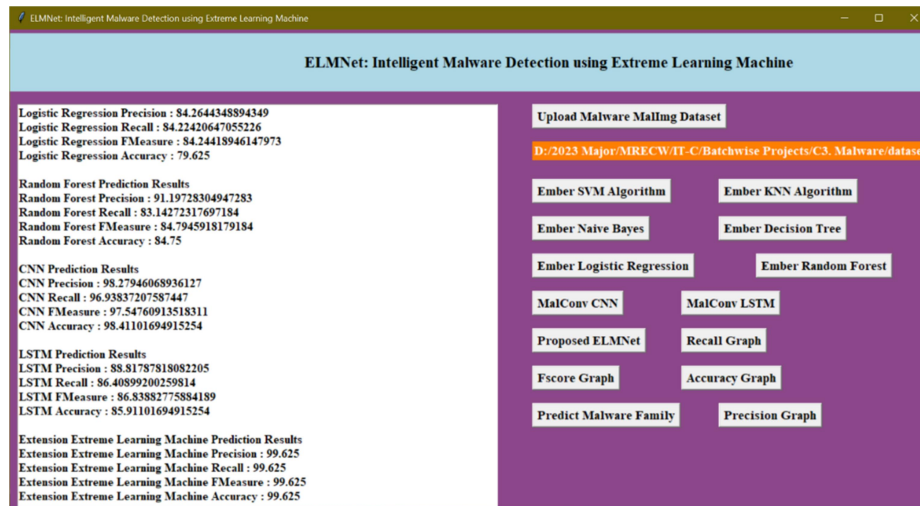 ELMNet: Intelligent Malware Detection using Extreme Learning Machine
ELMNet: Intelligent Malware Detection using Extreme Learning Machine
Logistic Regression Precision : 84.2644348894349
Logistic Regression Recall : 84.22420647055226
Logistic Regression FMeasure : 84.24418946147973
Logistic Regression Accuracy : 79.625
Random Forest Prediction Results
Random Forest Precision : 91.19728304947283
Random Forest Recall : 83.14272317697184
Random Forest FMeasure : 84.7945918179184
Random Forest Accuracy : 84.75
CNN Prediction Results
CNN Precision : 98.27946068936127
CNN Recall : 96.93837207587447
CNN FMeasure : 97.54760913518311
CNN Accuracy : 98.41101694915254
LSTM Prediction Results
LSTM Precision : 88.81787818082205
LSTM Recall : 86.40899200259814
LSTM FMeasure : 86.83882775884189
LSTM Accuracy : 85.91101694915254
Extension Extreme Learning Machine Prediction Results
Extension Extreme Learning Machine Precision : 99.625
Extension Extreme Learning Machine Recall : 99.625
Extension Extreme Learning Machine FMeasure : 99.625
Extension Extreme Learning Machine Accuracy : 99.625
Upload Malware MalImg Dataset
D:/2023 Major/MRECW/IT-C/Batchwise Projects/C3. Malware/datase
Ember SVM Algorithm
Ember KNN Algorithm
Ember Naive Bayes
Ember Decision Tree
Ember Logistic Regression
Ember Random Forest
MalConv CNN
MalConv LSTM
Proposed ELMNet
Recall Graph
Fscore Graph
Accuracy Graph
Predict Malware Family
Precision Graph